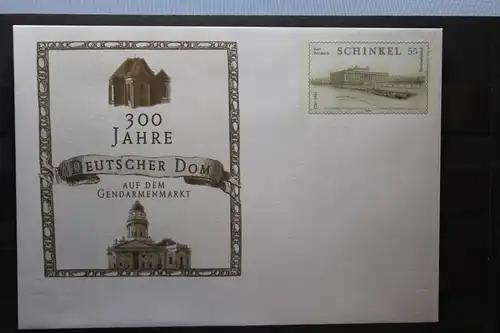 300
JAHRE
DEUTSCHER DOM
AUF DEM
GENDARMENMARKT
SCHINKEL 55